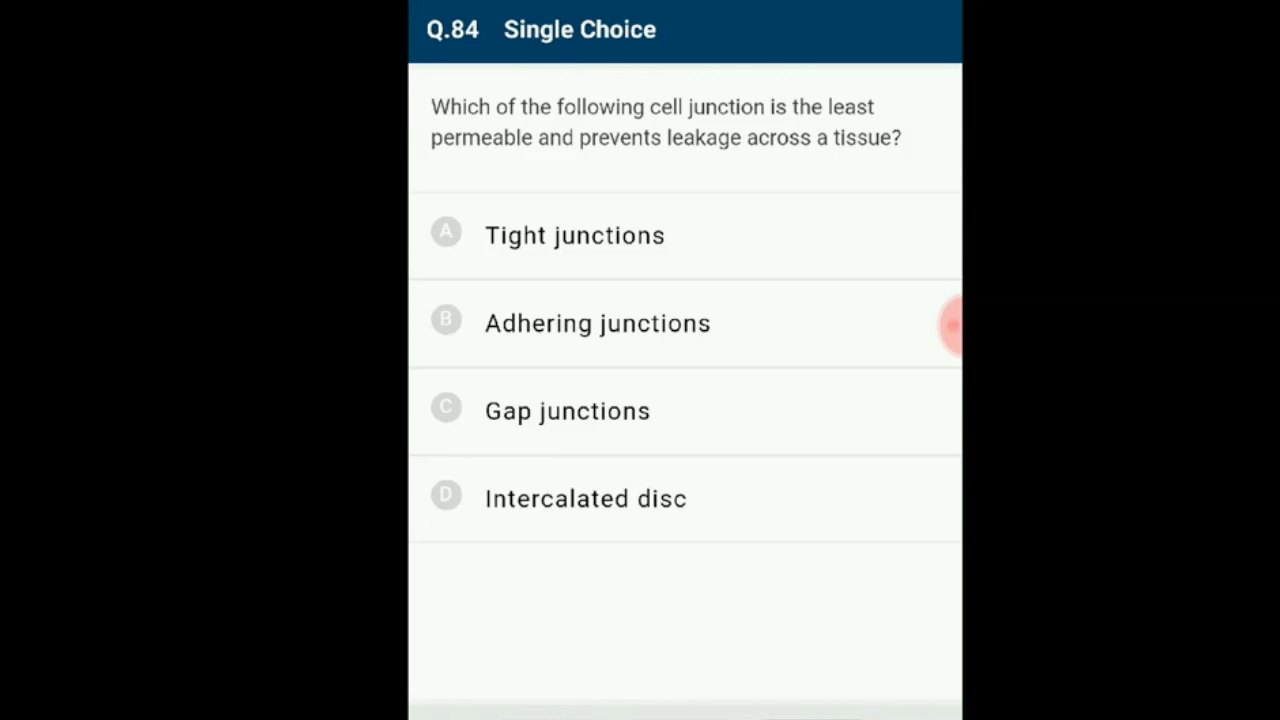 Q.84 Single Choice
Which of the following cell junction is the least
permeable and prevents leakage across a tissue?
A Tight junctions
B Adhering junctions
C Gap junctions
D Intercalated disc